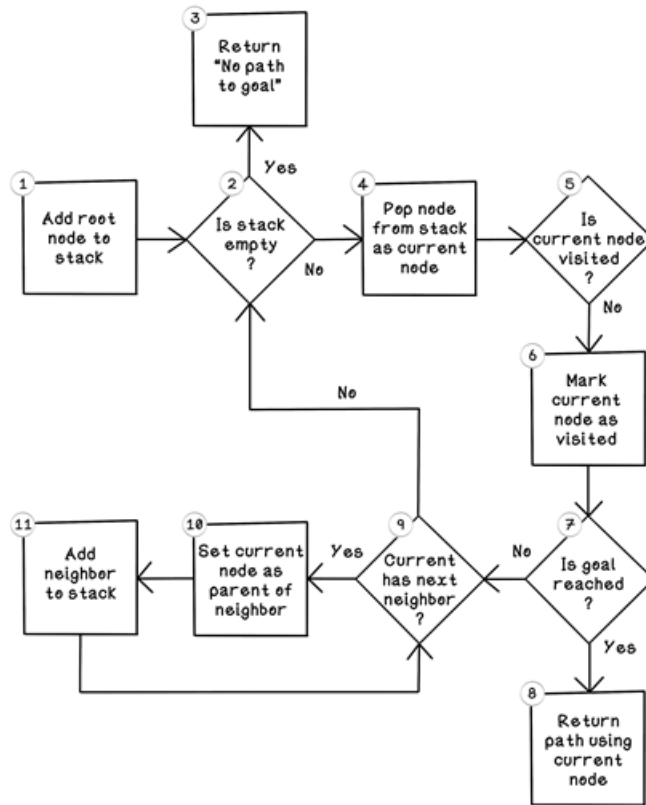 3
Return
"No path
to goal"
Yes
1
Add root
node to
stack
2
Is stack
empty
?
No
4
Pop node
from stack
as current
node
5
Is
current node
visited
?
No
6
Mark
current
node as
visited
7
Is goal
reached
?
No
Yes
8
Return
path using
current
node
9
Current
has next
neighbor
?
No
Yes
10
Set current
node as
parent of
neighbor
11
Add
neighbor
to stack